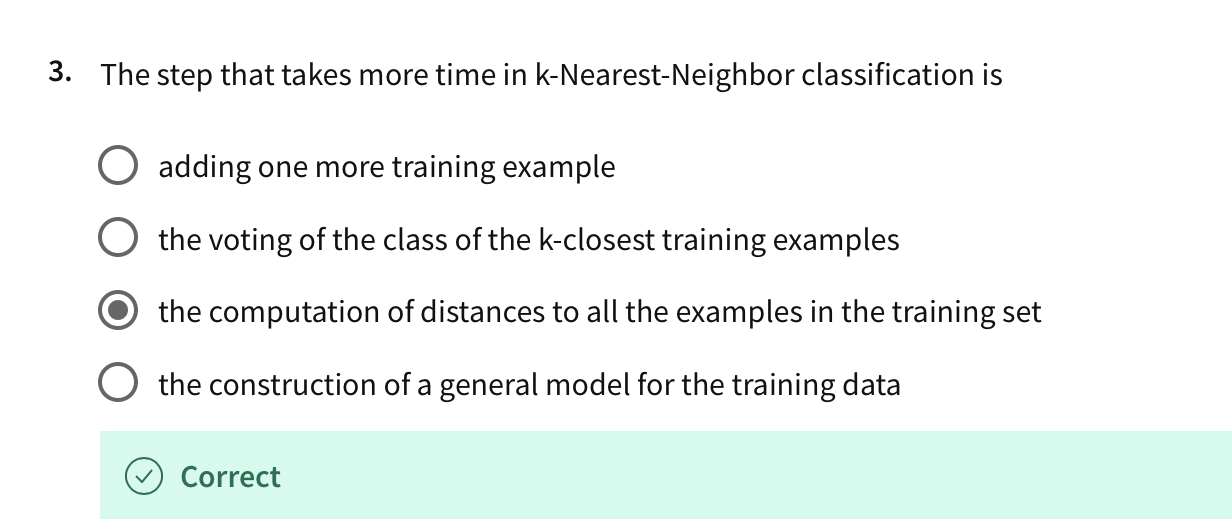 3. The step that takes more time in k-Nearest-Neighbor classification is
adding one more training example
the voting of the class of the k-closest training examples
the computation of distances to all the examples in the training set
the construction of a general model for the training data
Correct